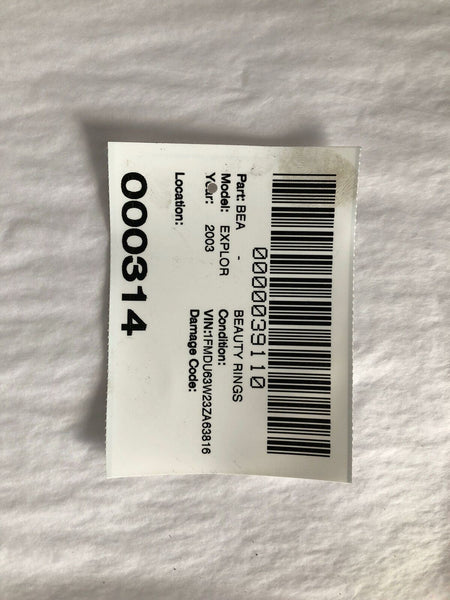 0000039110
Part: BEA - BEAUTY RINGS
Model: EXPLOR Condition:
Year: 2003 VIN:1FMDU63W23ZA63816
Damage Code:
Location:
000314